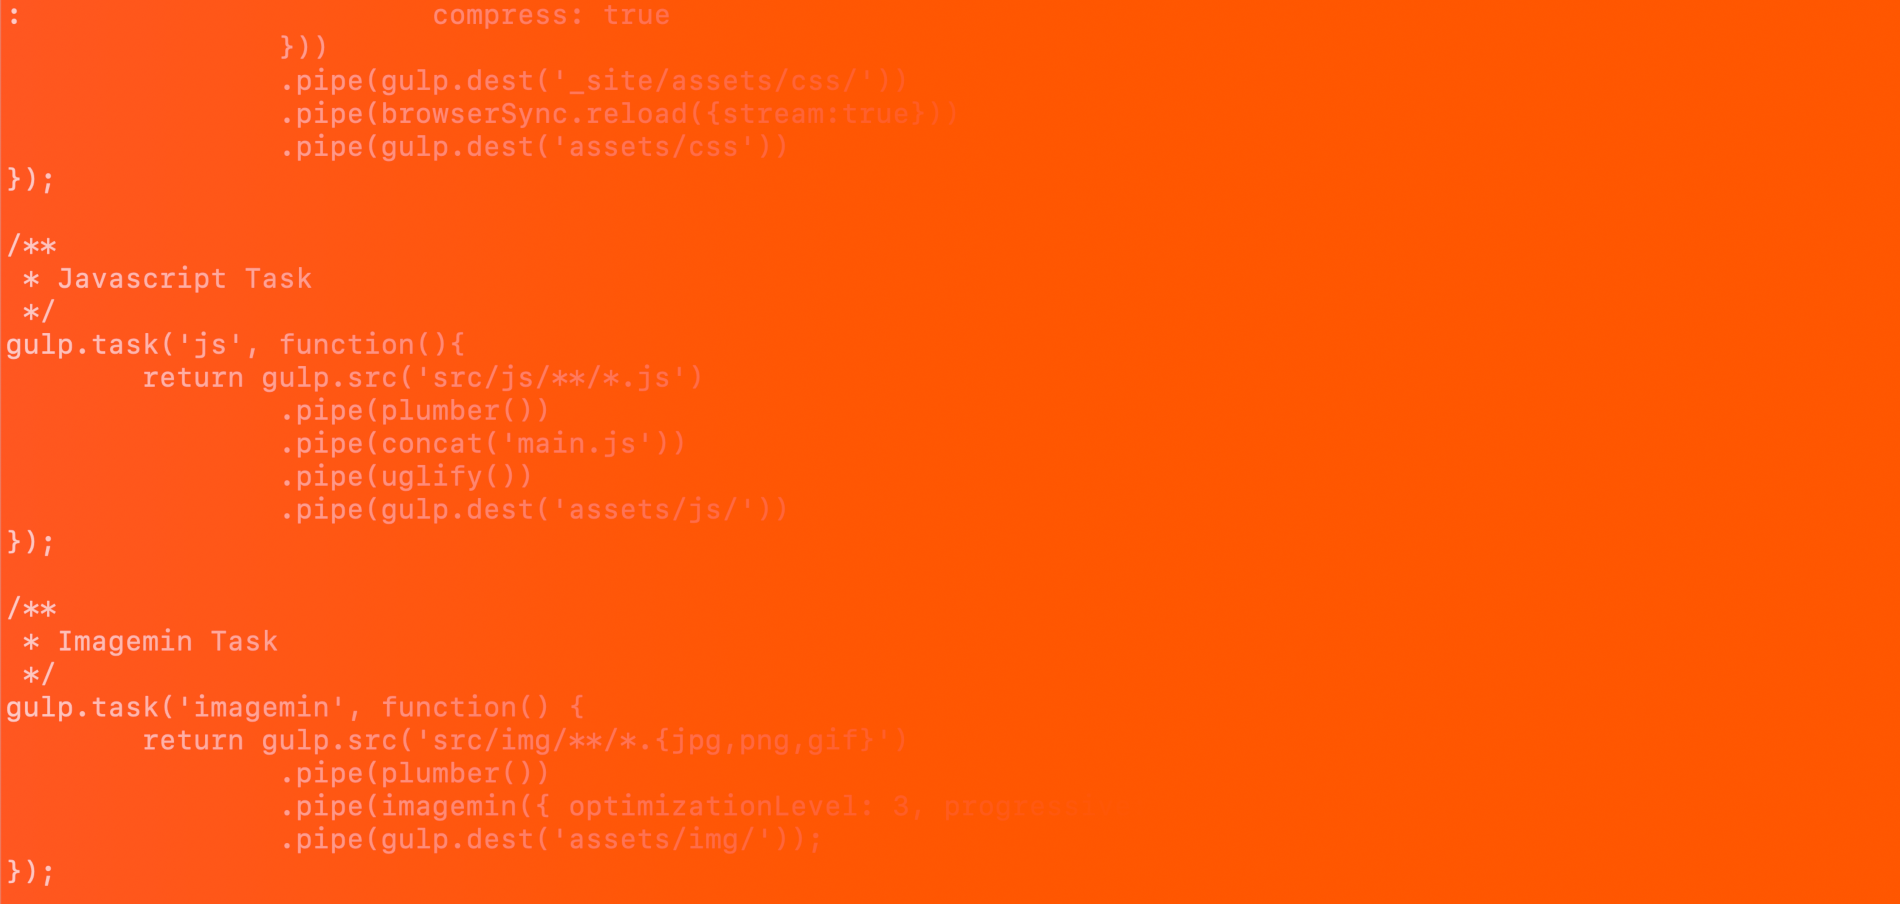 :                         compress: true
                }))
                .pipe(gulp.dest('_site/assets/css/'))
                .pipe(browserSync.reload({stream:true}))
                .pipe(gulp.dest('assets/css'))
});

/**
 * Javascript Task
 */
gulp.task('js', function(){
        return gulp.src('src/js/**/*.js')
                .pipe(plumber())
                .pipe(concat('main.js'))
                .pipe(uglify())
                .pipe(gulp.dest('assets/js/'))
});

/**
 * Imagemin Task
 */
gulp.task('imagemin', function() {
        return gulp.src('src/img/**/*.{jpg,png,gif}')
                .pipe(plumber())
                .pipe(imagemin({ optimizationLevel: 3,
                .pipe(gulp.dest('assets/img/'));
});